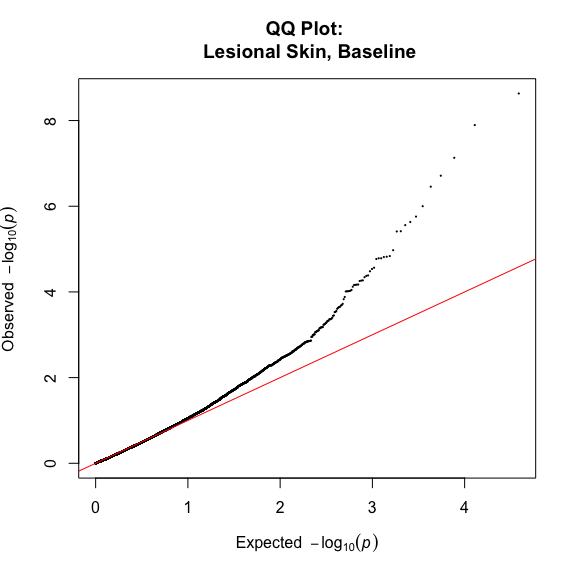 QQ Plot:
Lesional Skin, Baseline
8
6
4
2
0
Observed −log₁₀(p)
0 1 2 3 4
Expected −log₁₀(p)